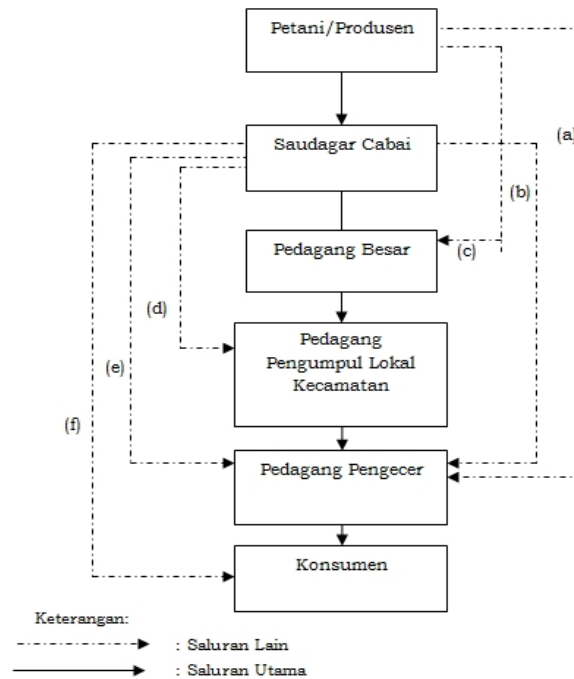 Petani/Produsen
(a)
Saudagar Cabai
(b)
Pedagang Besar
(c)
(d)
Pedagang
Pengumpul Lokal
Kecamatan
(e)
(f)
Pedagang Pengecer
Konsumen
Keterangan:
: Saluran Lain
: Saluran Utama